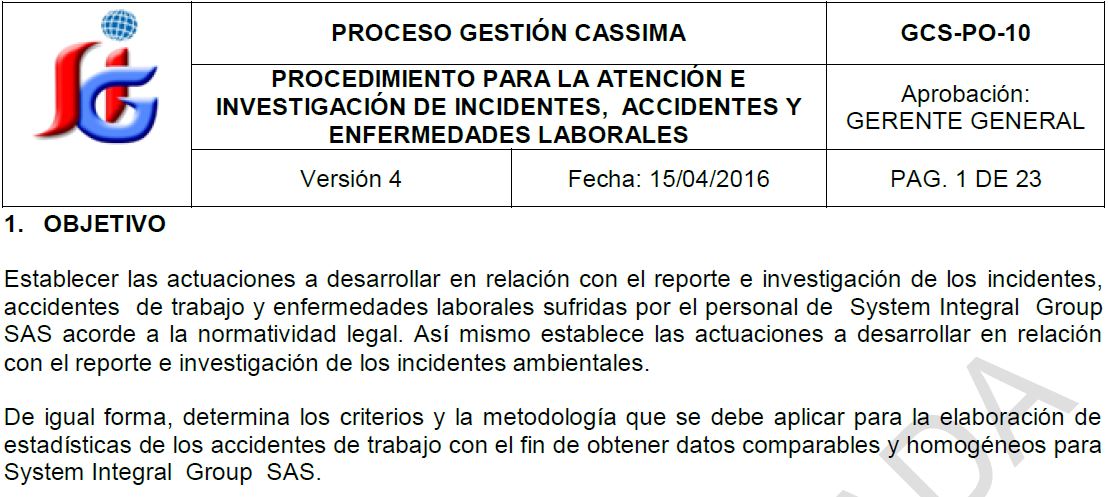 SIG
PROCESO GESTIÓN CASSIMA
GCS-PO-10
PROCEDIMIENTO PARA LA ATENCIÓN E
INVESTIGACIÓN DE INCIDENTES, ACCIDENTES Y
ENFERMEDADES LABORALES
Aprobación:
GERENTE GENERAL
Versión 4
Fecha: 15/04/2016
PAG. 1 DE 23
1. OBJETIVO
Establecer las actuaciones a desarrollar en relación con el reporte e investigación de los incidentes,
accidentes de trabajo y enfermedades laborales sufridas por el personal de System Integral Group
SAS acorde a la normatividad legal. Así mismo establece las actuaciones a desarrollar en relación
con el reporte e investigación de los incidentes ambientales.
De igual forma, determina los criterios y la metodología que se debe aplicar para la elaboración de
estadísticas de los accidentes de trabajo con el fin de obtener datos comparables y homogéneos para
System Integral Group SAS.